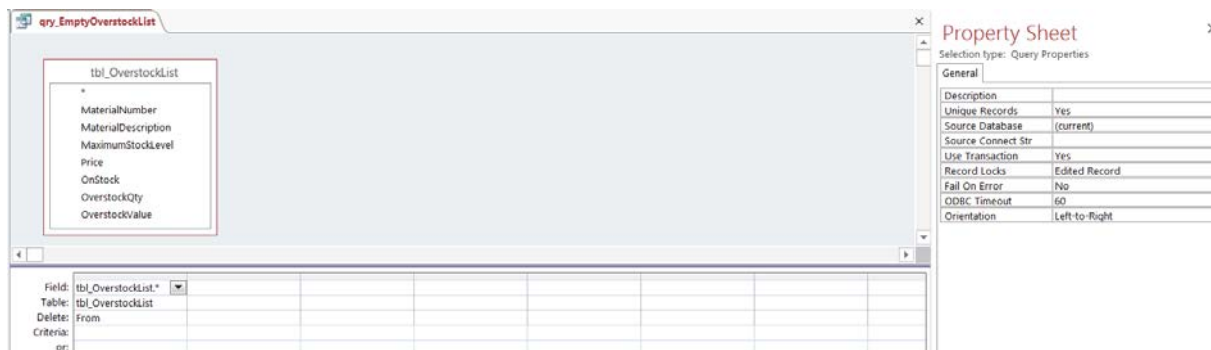 qry_EmptyOverstockList
tbl_OverstockList
*
MaterialNumber
MaterialDescription
MaximumStockLevel
Price
OnStock
OverstockQty
OverstockValue
Field: tbl_OverstockList.*
Table: tbl_OverstockList
Delete: From
Criteria:
or:
Property Sheet
Selection type: Query Properties
General
Description
Unique Records Yes
Source Database (current)
Source Connect Str
Use Transaction Yes
Record Locks Edited Record
Fail On Error No
ODBC Timeout 60
Orientation Left-to-Right